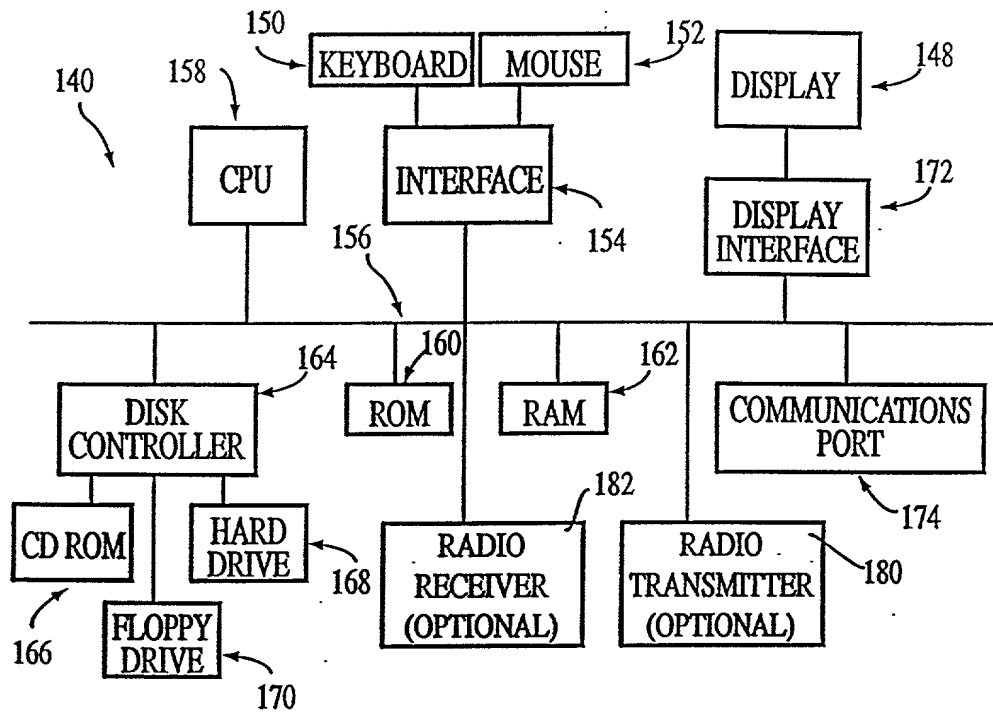 150
KEYBOARD
MOUSE
152
158
140
DISPLAY
148
CPU
INTERFACE
154
172
DISPLAY
INTERFACE
156
164
160
162
DISK
CONTROLLER
ROM
RAM
COMMUNICATIONS
PORT
174
CD ROM
166
HARD
DRIVE
168
FLOPPY
DRIVE
170
182
RADIO
RECEIVER
(OPTIONAL)
RADIO
TRANSMITTER
(OPTIONAL)
180